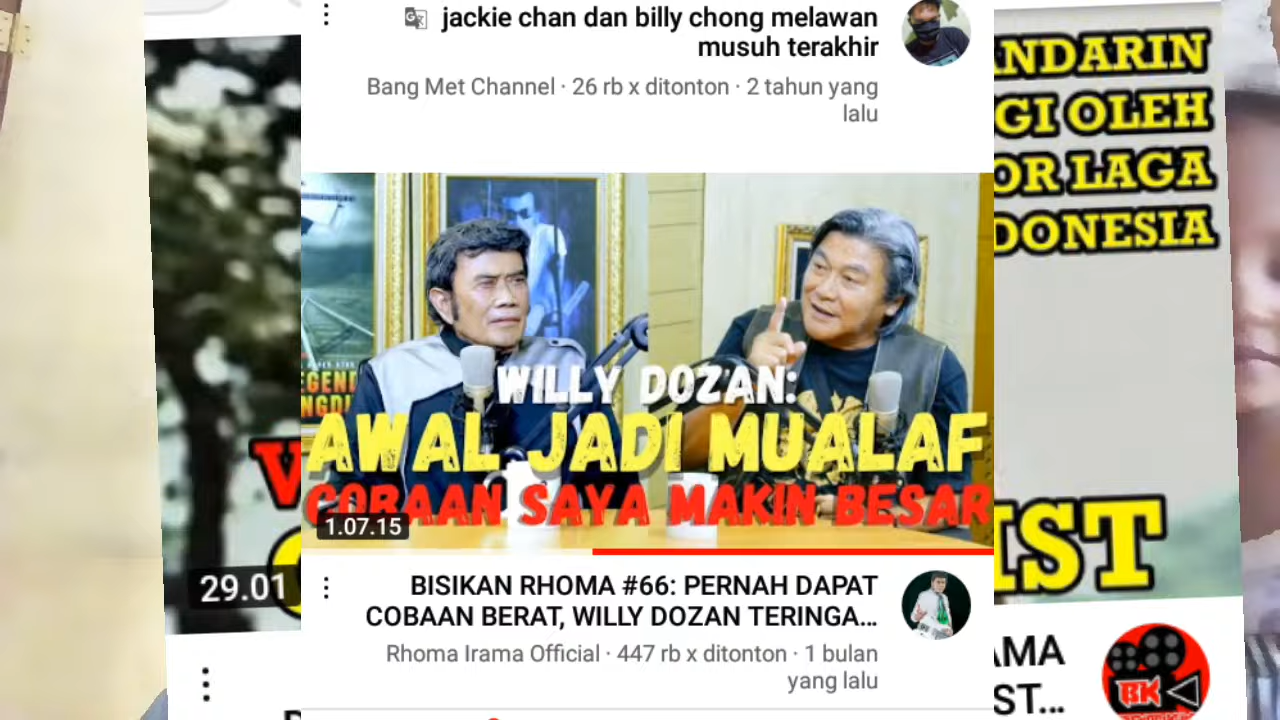 jackie chan dan billy chong melawan
musuh terakhir
Bang Met Channel · 26 rb x ditonton · 2 tahun yang
lalu
NDARIN
GI OLEH
OR LAGA
DONESIA
WILLY DOZAN:
AWAL JADI MUALAF
COBAAN SAYA MAKIN BESAR
1.07.15
29.01
IST
BISIKAN RHOMA #66: PERNAH DAPAT
COBAAN BERAT, WILLY DOZAN TERINGA...
Rhoma Irama Official · 447 rb x ditonton · 1 bulan
yang lalu
AMA
ST...
BK